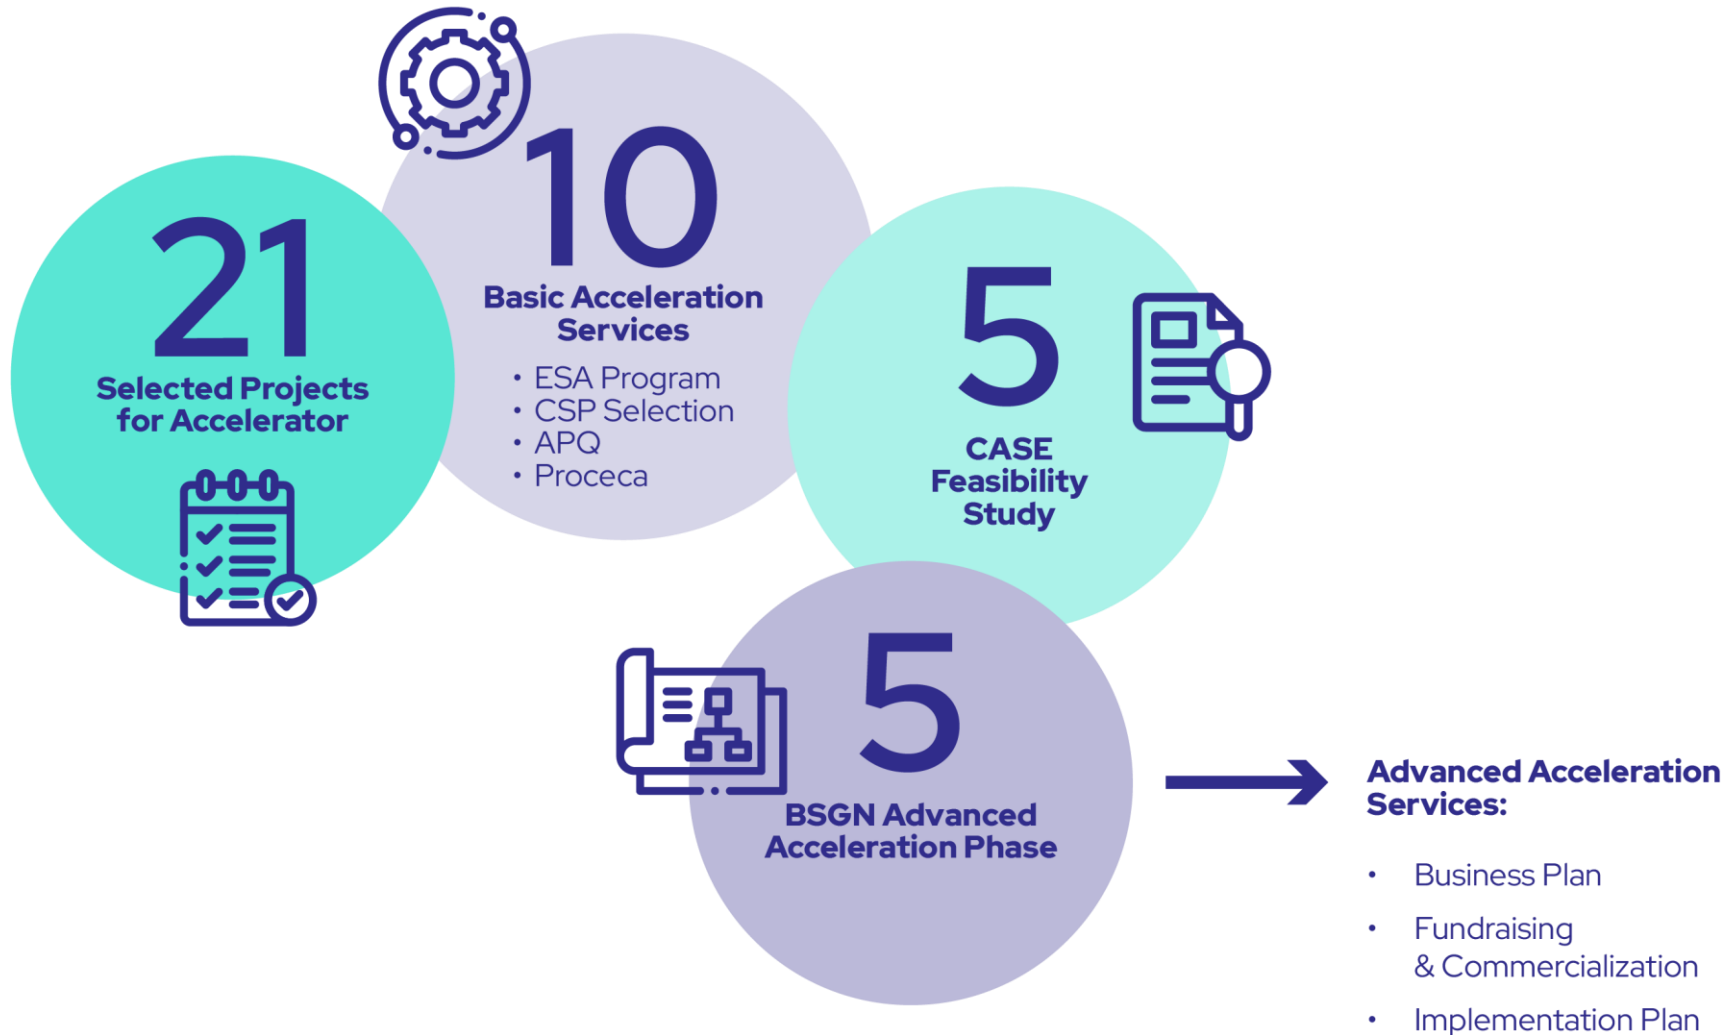 21
Selected Projects
for Accelerator
10
Basic Acceleration
Services
• ESA Program
• CSP Selection
• APQ
• Proceca
5
CASE
Feasibility
Study
5
BSGN Advanced
Acceleration Phase
Advanced Acceleration
Services:
• Business Plan
• Fundraising
& Commercialization
• Implementation Plan